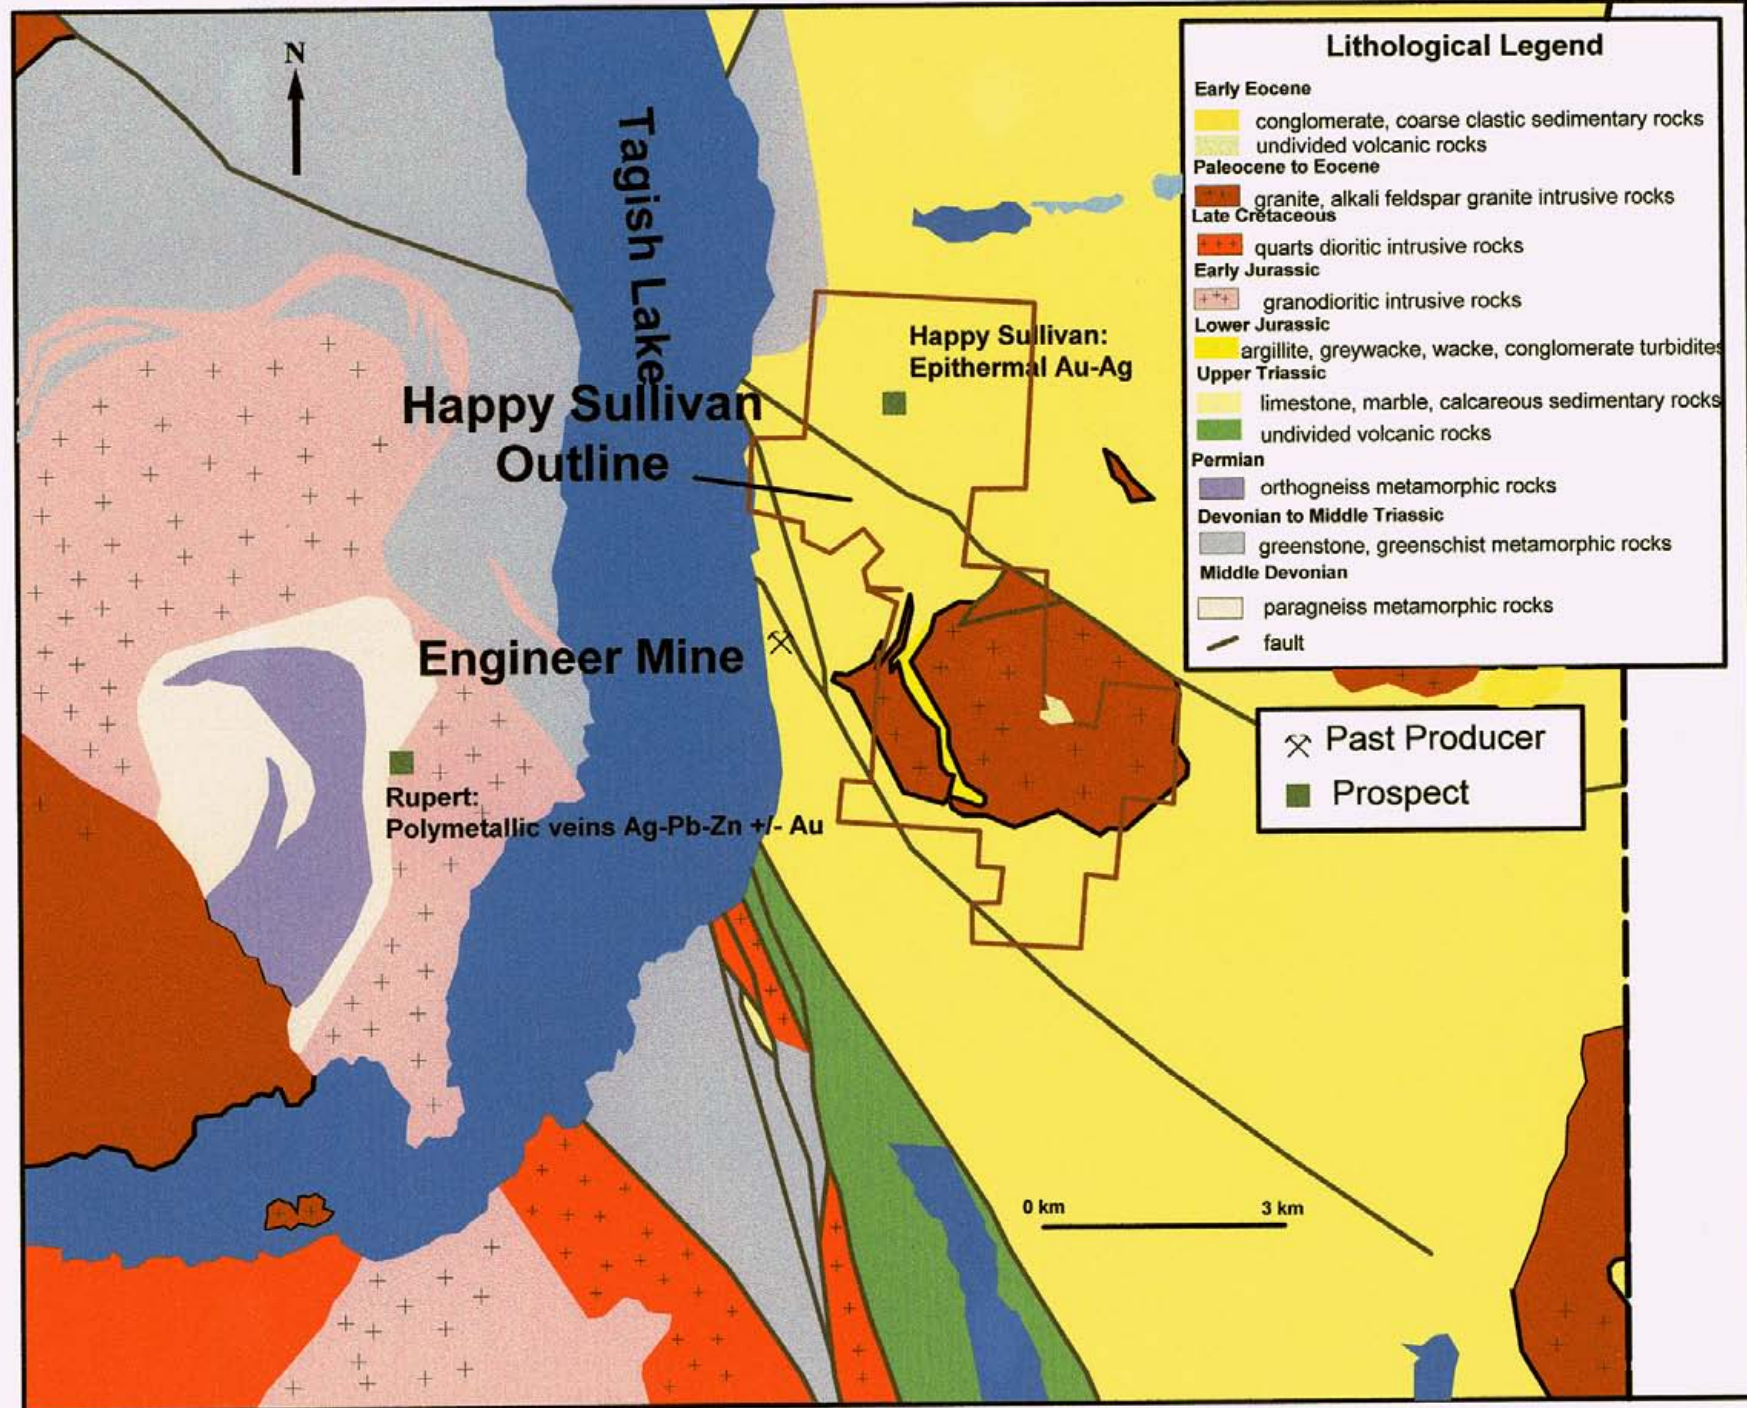 N
Tagish Lake
Happy Sullivan:
Epithermal Au-Ag
Happy Sullivan
Outline
Engineer Mine
Rupert:
Polymetallic veins Ag-Pb-Zn +/- Au
0 km 3 km
Lithological Legend
Early Eocene
conglomerate, coarse clastic sedimentary rocks
undivided volcanic rocks
Paleocene to Eocene
granite, alkali feldspar granite intrusive rocks
Late Cretaceous
quarts dioritic intrusive rocks
Early Jurassic
granodioritic intrusive rocks
Lower Jurassic
argillite, greywacke, wacke, conglomerate turbidites
Upper Triassic
limestone, marble, calcareous sedimentary rocks
undivided volcanic rocks
Permian
orthogneiss metamorphic rocks
Devonian to Middle Triassic
greenstone, greenschist metamorphic rocks
Middle Devonian
paragneiss metamorphic rocks
fault
Past Producer
Prospect